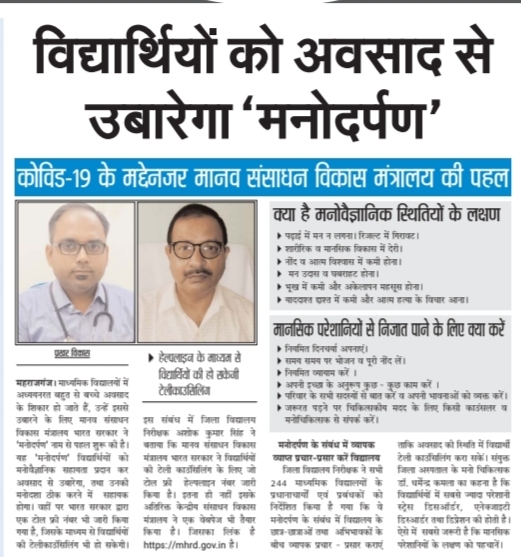 विद्यार्थियों को अवसाद से
उबारेगा ‘मनोदर्पण’
कोविड-19 के मद्देनजर मानव संसाधन विकास मंत्रालय की पहल
प्रखर विकास
महराजगंज। माध्यमिक विद्यालयों में
अध्ययनरत बहुत से बच्चे अवसाद
के शिकार हो जाते हैं, उन्हें इससे
उबारने के लिए मानव संसाधन
विकास मंत्रालय भारत सरकार ने
'मनोदर्पण' नाम से पहल शुरू की है।
यह 'मनोदर्पण' विद्यार्थियों को
मनोवैज्ञानिक सहायता प्रदान कर
अवसाद से उबारेगा, तथा उनकी
मनोदशा ठीक करने में सहायक
होगा। वहीं पर भारत सरकार द्वारा
एक टोल फ्री नंबर भी जारी किया
गया है, जिसके माध्यम से विद्यार्थियों
की टेलीकाउंसिलिंग भी हो सकेगी।
▶ हेल्पलाइन के माध्यम से
विद्यार्थियों की हो सकेगी
टेलीकाउंसिलिंग
इस संबंध में जिला विद्यालय
निरीक्षक अशोक कुमार सिंह ने
बताया कि मानव संसाधन विकास
मंत्रालय भारत सरकार ने विद्यार्थियों
की टेली काउंसिलिंग के लिए जो
टोल फ्री हेल्पलाइन नंबर जारी
किया है। इतना ही नहीं इसके
अतिरिक्त केन्द्रीय संसाधन विकास
मंत्रालय ने एक वेबपेज भी तैयार
किया है। जिसका लिंक है
https://mhrd.gov.in है।
क्या है मनोवैज्ञानिक स्थितियों के लक्षण
▶ पढ़ाई में मन न लगना। रिजल्ट में गिरावट।
▶ शारीरिक व मानसिक विकास में देरी।
▶ नींद व आत्म विश्वास में कमी होना।
▶ मन उदास व घबराहट होना।
▶ भूख में कमी और अकेलापन महसूस होना।
▶ याददाश्त दाश्त में कमी और आत्म हत्या के विचार आना।
मानसिक परेशानियों से निजात पाने के लिए क्या करें
▶ नियमित दिनचर्या अपनाएं।
▶ समय समय पर भोजन व पूरी नींद लें।
▶ नियमित व्यायाम करें ।
▶ अपनी इच्छा के अनुरूप कुछ - कुछ काम करें ।
▶ परिवार के सभी सदस्यों से बात करें व अपनी भावनाओं को व्यक्त करें।
▶ जरूरत पड़ने पर चिकित्सकीय मदद के लिए किसी काउंसलर व
मनोचिकित्सक से संपर्क करें।
मनोदर्पण के संबंध में व्यापक
व्याप्त प्रचार-प्रसार करें विद्यालय
जिला विद्यालय निरीक्षक ने सभी
244 माध्यमिक विद्यालयों के
प्रधानाचार्यों एवं प्रबंधकों को
निर्देशित किया है गया कि वे
मनोदर्पण के संबंध में विद्यालय के
छात्र-छात्राओं तथा अभिभावकों के
बीच व्यापक प्रचार - प्रसार कराएं
ताकि अवसाद की स्थिति में विद्यार्थी
टेली काउंसिलिंग करा सकें। संयुक्त
जिला अस्पताल के मनो चिकित्सक
डॉ. धर्मेन्द्र कमला का कहना है कि
विद्यार्थियों में सबसे ज्यादा परेशानी
स्ट्रेस डिसऑर्डर, एनेक्जाइटी
डिसआर्डर तथा डिप्रेशन की होती है।
ऐसे में सबसे जरूरी है कि मानसिक
परेशानियों के लक्षण को पहचानें।